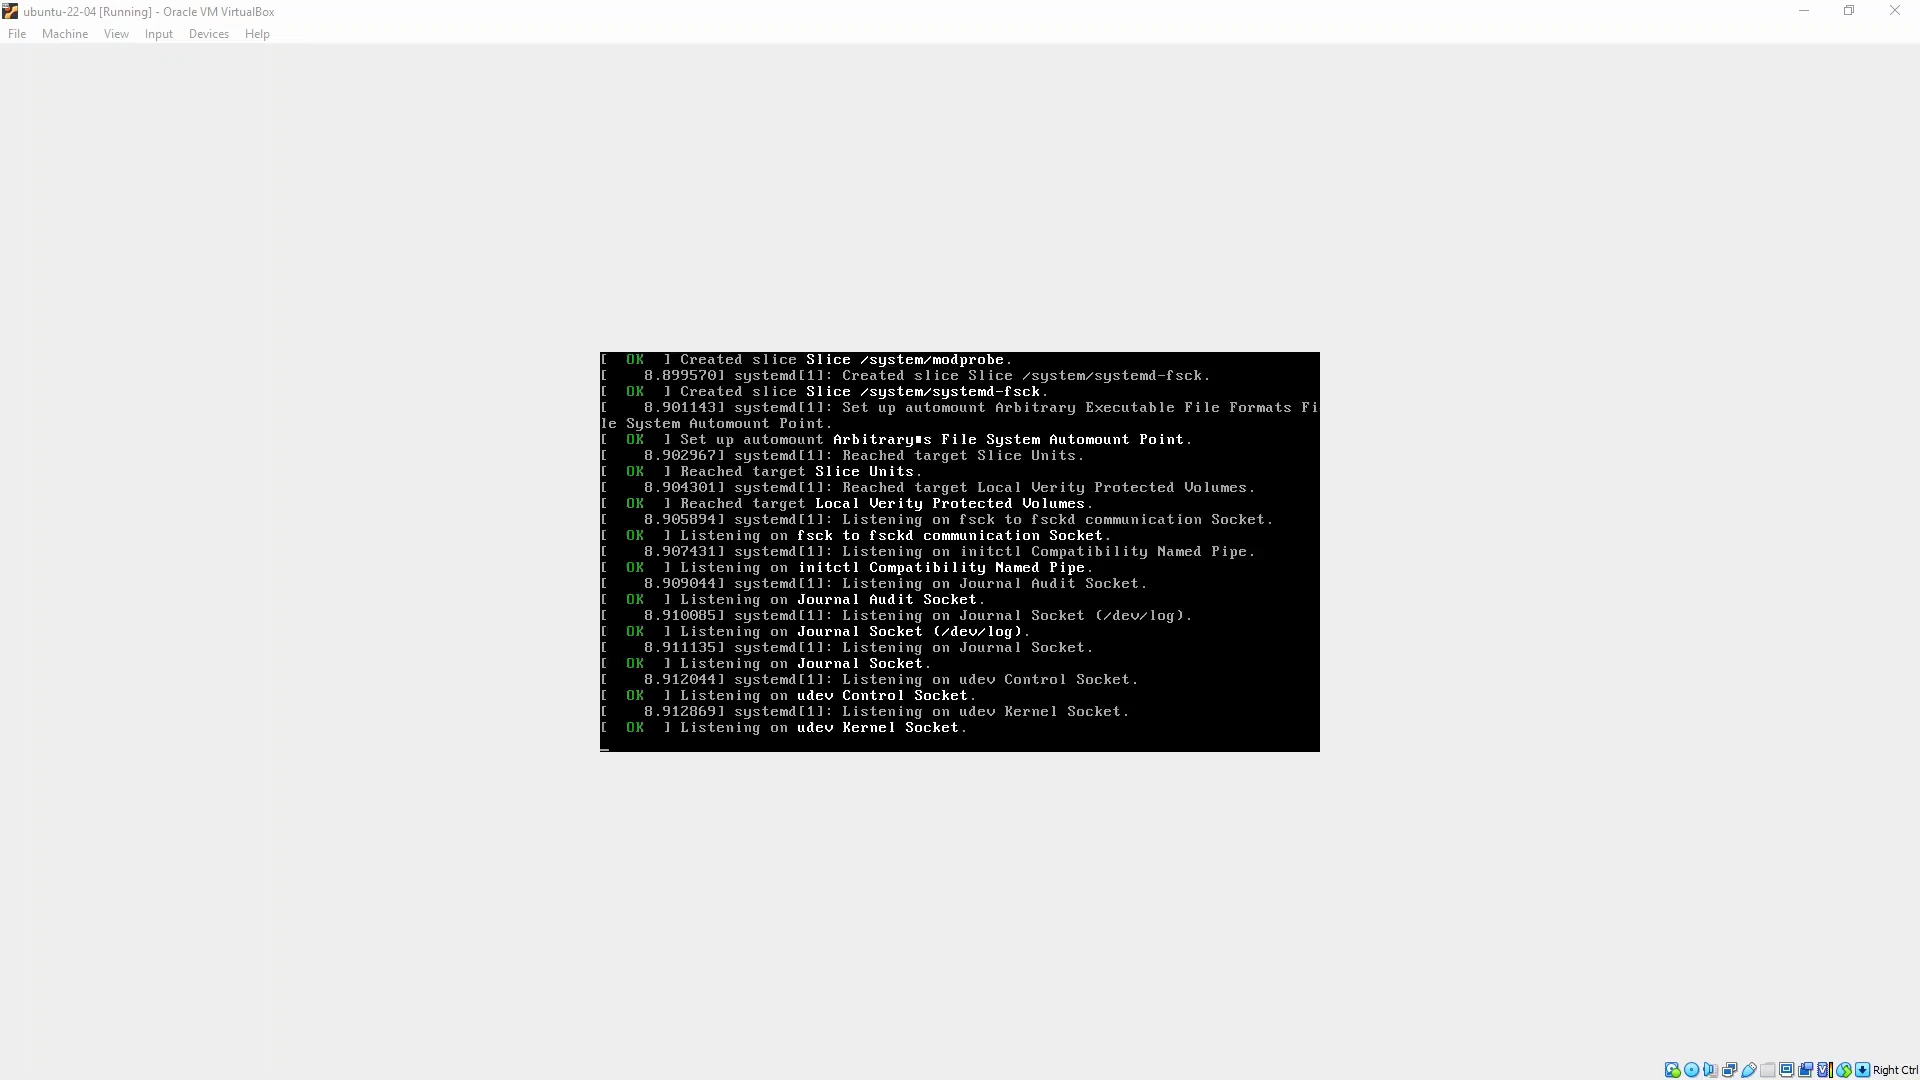 ubuntu-22-04 [Running] - Oracle VM VirtualBox
File Machine View Input Devices Help
[  OK  ] Created slice Slice /system/modprobe.
[    8.899570] systemd[1]: Created slice Slice /system/systemd-fsck.
[  OK  ] Created slice Slice /system/systemd-fsck.
[    8.901143] systemd[1]: Set up automount Arbitrary Executable File Formats Fi
le System Automount Point.
[  OK  ] Set up automount Arbitrary■s File System Automount Point.
[    8.902967] systemd[1]: Reached target Slice Units.
[  OK  ] Reached target Slice Units.
[    8.904301] systemd[1]: Reached target Local Verity Protected Volumes.
[  OK  ] Reached target Local Verity Protected Volumes.
[    8.905894] systemd[1]: Listening on fsck to fsckd communication Socket.
[  OK  ] Listening on fsck to fsckd communication Socket.
[    8.907431] systemd[1]: Listening on initctl Compatibility Named Pipe.
[  OK  ] Listening on initctl Compatibility Named Pipe.
[    8.909044] systemd[1]: Listening on Journal Audit Socket.
[  OK  ] Listening on Journal Audit Socket.
[    8.910085] systemd[1]: Listening on Journal Socket (/dev/log).
[  OK  ] Listening on Journal Socket (/dev/log).
[    8.911135] systemd[1]: Listening on Journal Socket.
[  OK  ] Listening on Journal Socket.
[    8.912044] systemd[1]: Listening on udev Control Socket.
[  OK  ] Listening on udev Control Socket.
[    8.912869] systemd[1]: Listening on udev Kernel Socket.
[  OK  ] Listening on udev Kernel Socket.
Right Ctrl